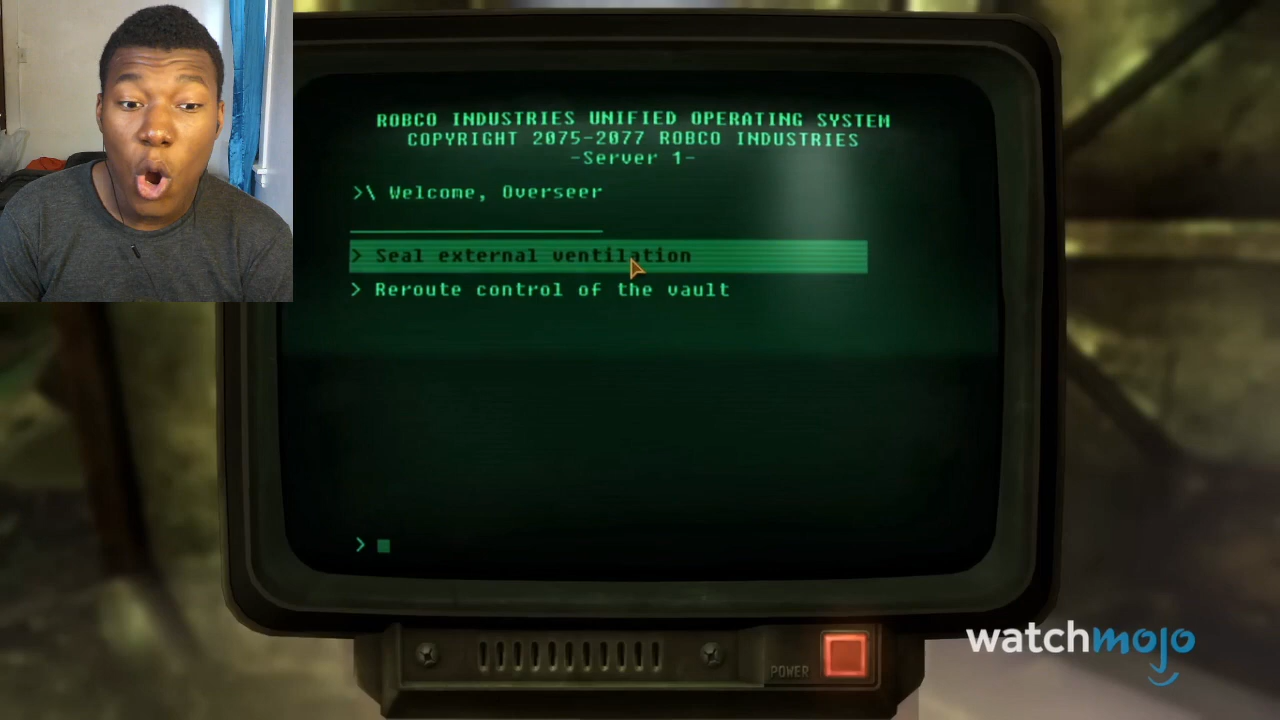 ROBCO INDUSTRIES UNIFIED OPERATING SYSTEM
COPYRIGHT 2075-2077 ROBCO INDUSTRIES
-Server 1-
>\ Welcome, Overseer
> Seal external ventilation
> Reroute control of the vault
>
POWER
watchmojo